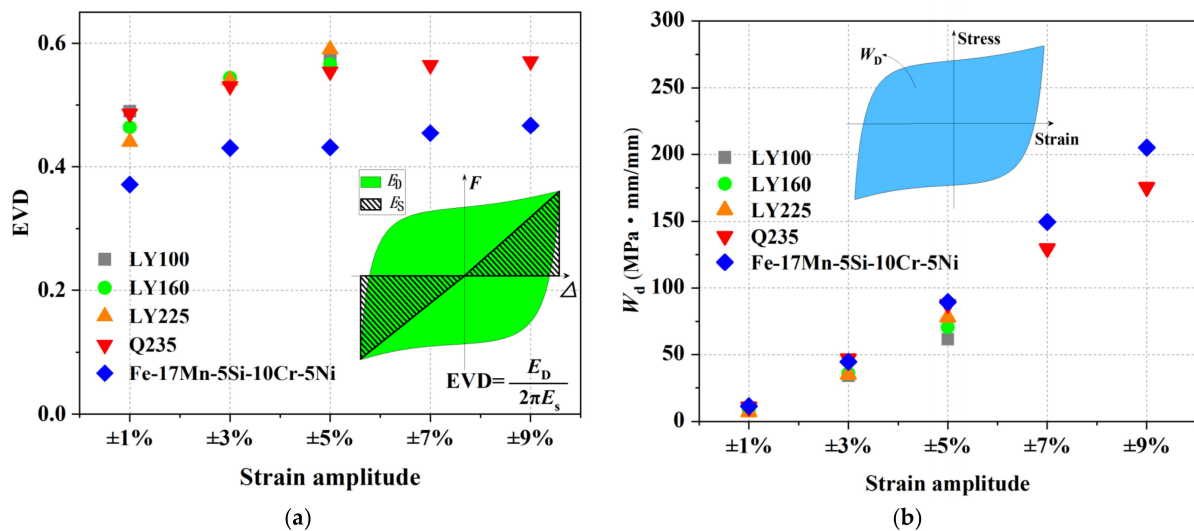 0.6
0.4
0.2
0.0
EVD
LY100
LY160
LY225
Q235
Fe-17Mn-5Si-10Cr-5Ni
E_D
E_S
F
Δ
EVD= E_D / 2πE_s
±1% ±3% ±5% ±7% ±9%
Strain amplitude
(a)
300
250
200
150
100
50
0
W_d (MPa·mm/mm)
Stress
W_D
Strain
LY100
LY160
LY225
Q235
Fe-17Mn-5Si-10Cr-5Ni
±1% ±3% ±5% ±7% ±9%
Strain amplitude
(b)